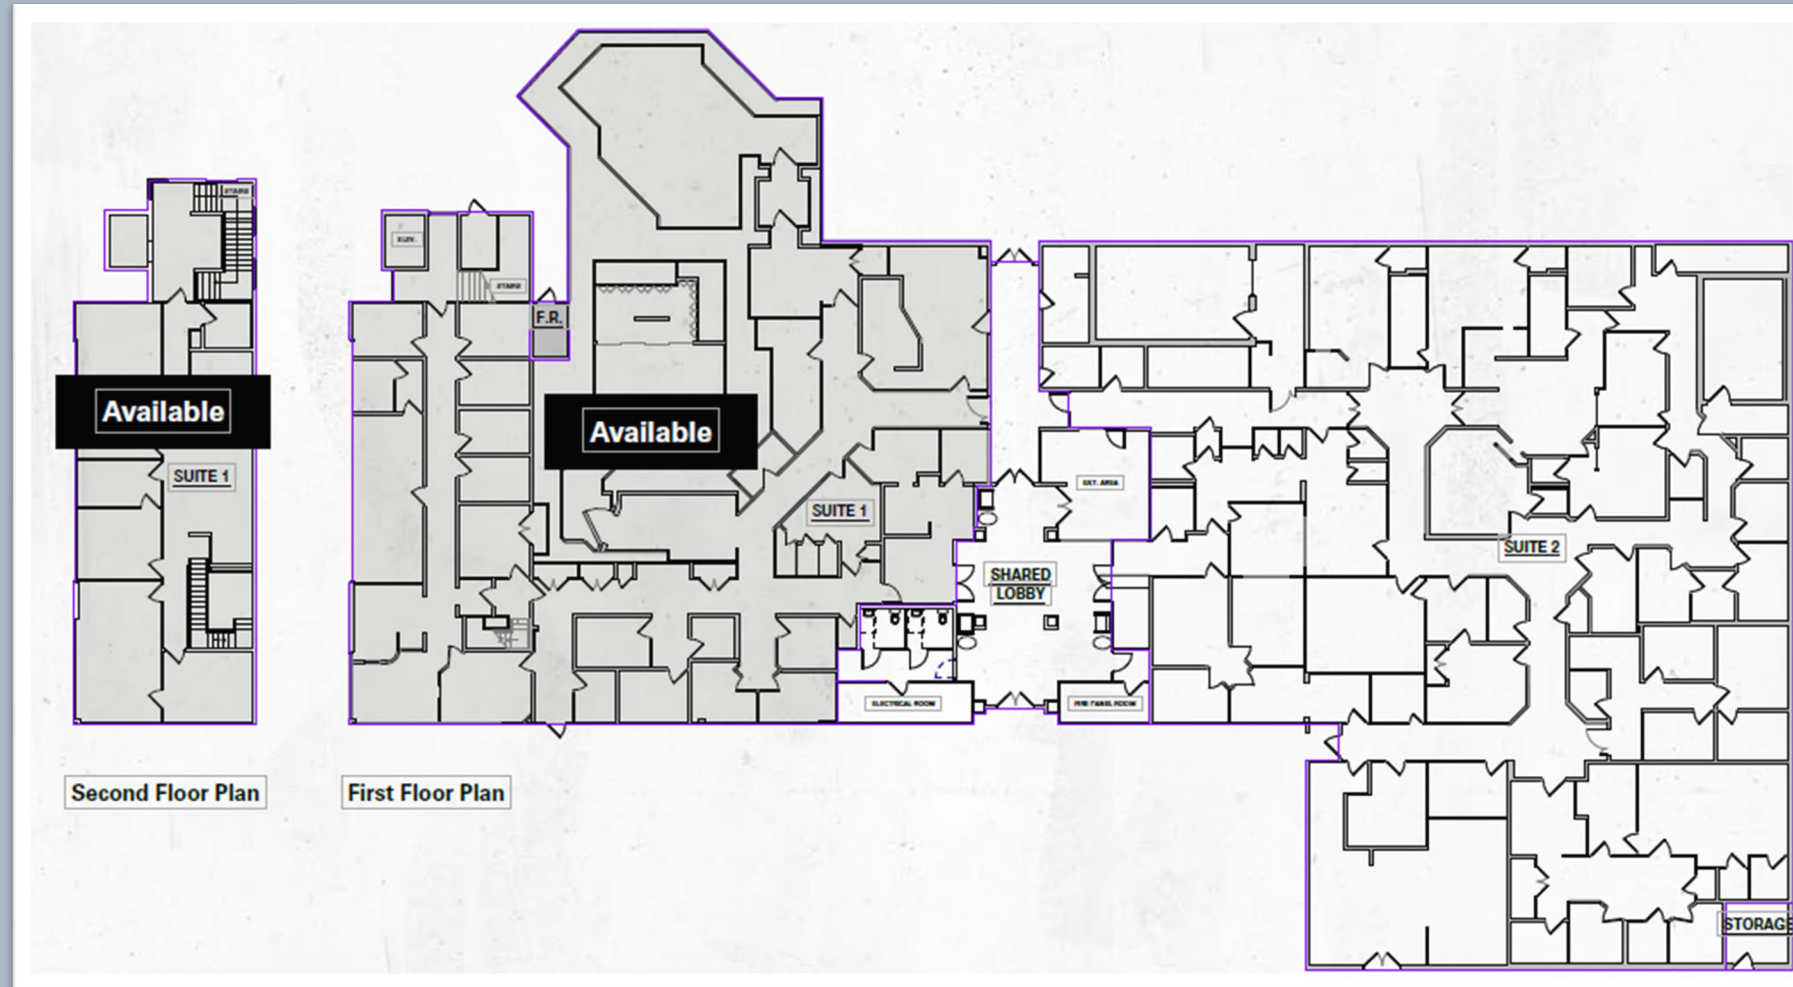 STAIRS
ELEV.
STAIRS
F.R.
Available
Available
SUITE 1
EXT. AREA
SUITE 1
SUITE 2
SHARED
LOBBY
ELECTRICAL ROOM
FIRE PANEL ROOM
Second Floor Plan
First Floor Plan
STORAGE